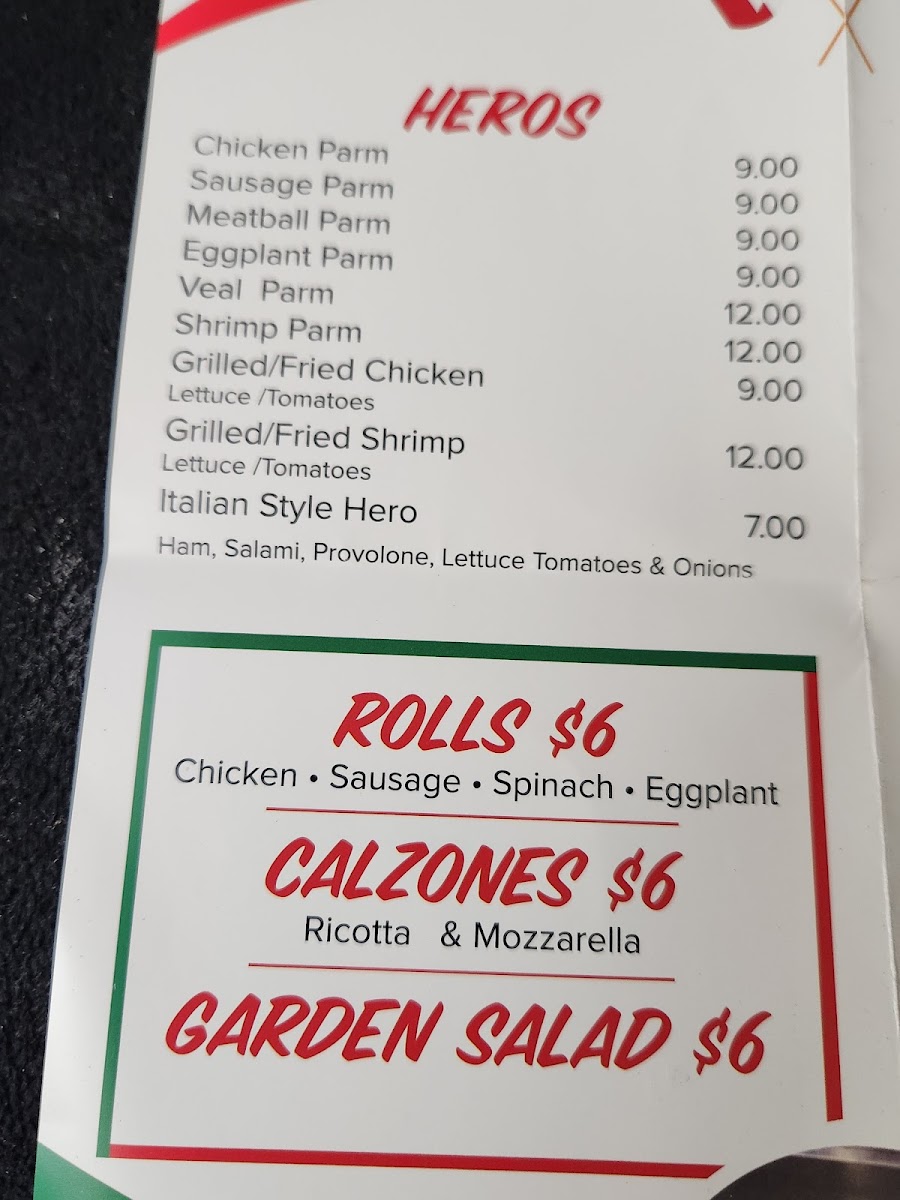 HEROS
Chicken Parm 9.00
Sausage Parm 9.00
Meatball Parm 9.00
Eggplant Parm 9.00
Veal Parm 12.00
Shrimp Parm 12.00
Grilled/Fried Chicken 9.00
Lettuce /Tomatoes
Grilled/Fried Shrimp 12.00
Lettuce /Tomatoes
Italian Style Hero 7.00
Ham, Salami, Provolone, Lettuce Tomatoes & Onions
ROLLS $6
Chicken • Sausage • Spinach • Eggplant
CALZONES $6
Ricotta & Mozzarella
GARDEN SALAD $6